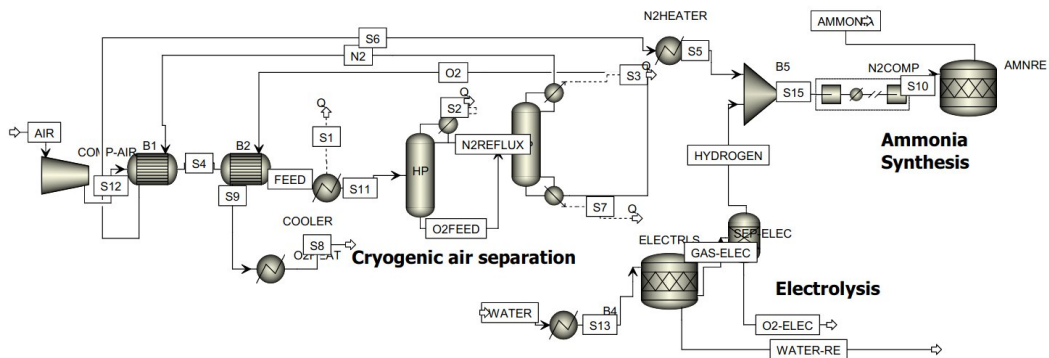 S6
N2HEATER
N2
S5
AMMONIA
O2
S3
Q
B5
N2COMP
AMNRE
S2
Q
S15
S10
AIR
S1
COMP-AIR
B1
B2
N2REFLUX
Ammonia
Synthesis
S4
S12
FEED
S11
HP
HYDROGEN
S9
COOLER
S7
Q
O2FEED
S8
Cryogenic air separation
ELECTRLS
SEP-ELEC
GAS-ELEC
Electrolysis
WATER
B4
S13
O2-ELEC
WATER-RE